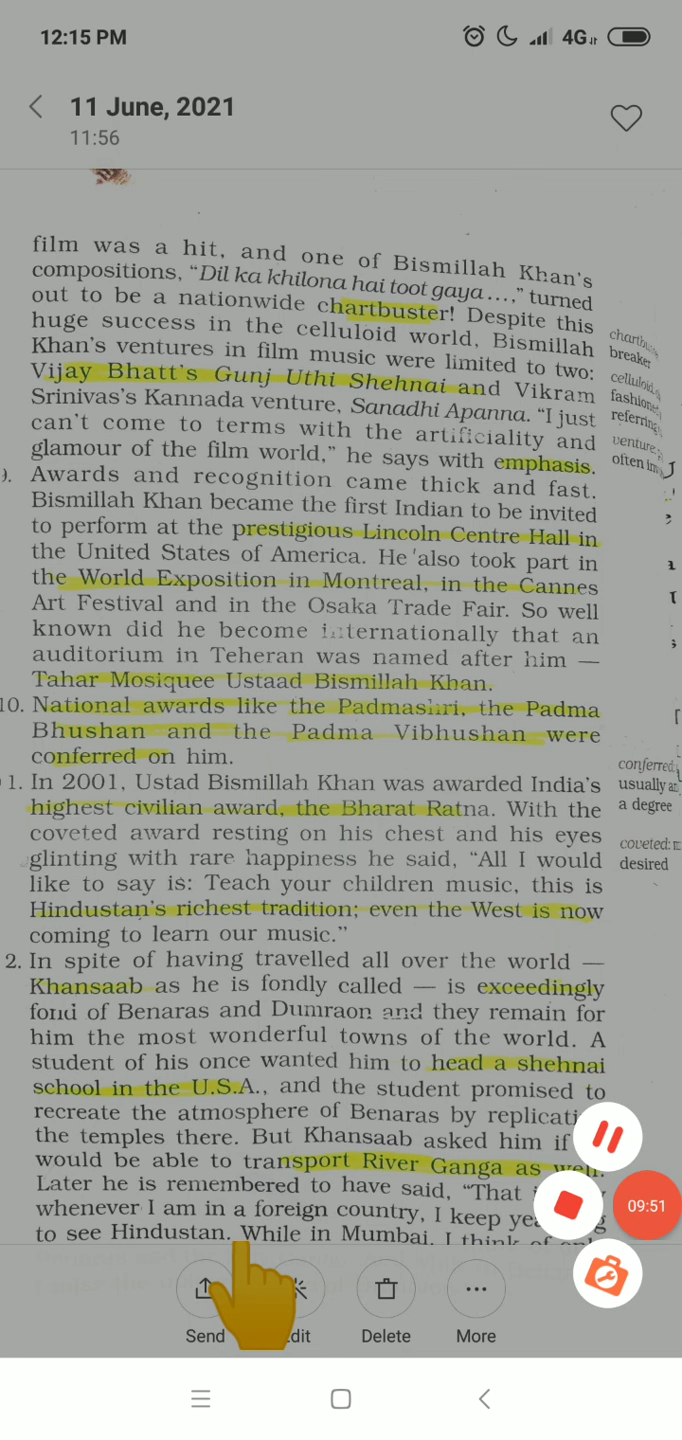 12:15 PM
4G
11 June, 2021
11:56
film was a hit, and one of Bismillah Khan's
compositions, “Dil ka khilona hai toot gaya ...,” turned
out to be a nationwide chartbuster! Despite this
huge success in the celluloid world, Bismillah
Khan's ventures in film music were limited to two:
Vijay Bhatt's Gunj Uthi Shehnai and Vikram
Srinivas's Kannada venture, Sanadhi Apanna. “I just
can't come to terms with the artificiality and
glamour of the film world,” he says with emphasis.
breaker
celluloid
fashion
referring
venture
often
9. Awards and recognition came thick and fast.
Bismillah Khan became the first Indian to be invited
to perform at the prestigious Lincoln Centre Hall in
the United States of America. He also took part in
the World Exposition in Montreal, in the Cannes
Art Festival and in the Osaka Trade Fair. So well
known did he become internationally that an
auditorium in Teheran was named after him —
Tahar Mosiquee Ustaad Bismillah Khan.
10. National awards like the Padmashri, the Padma
Bhushan and the Padma Vibhushan were
conferred on him.
conferred:
usually
a degree
1. In 2001, Ustad Bismillah Khan was awarded India's
highest civilian award, the Bharat Ratna. With the
coveted award resting on his chest and his eyes
glinting with rare happiness he said, “All I would
like to say is: Teach your children music, this is
Hindustan's richest tradition; even the West is now
coming to learn our music.”
coveted:
desired
2. In spite of having travelled all over the world —
Khansaab as he is fondly called — is exceedingly
fond of Benaras and Dumraon and they remain for
him the most wonderful towns of the world. A
student of his once wanted him to head a shehnai
school in the U.S.A., and the student promised to
recreate the atmosphere of Benaras by
the temples there. But Khansaab asked him if
would be able to transport River Ganga as well.
Later he is remembered to have said, “That
whenever I am in a foreign country, I keep
to see Hindustan. While in Mumbai, I think of
09:51
Send
Edit
Delete
More